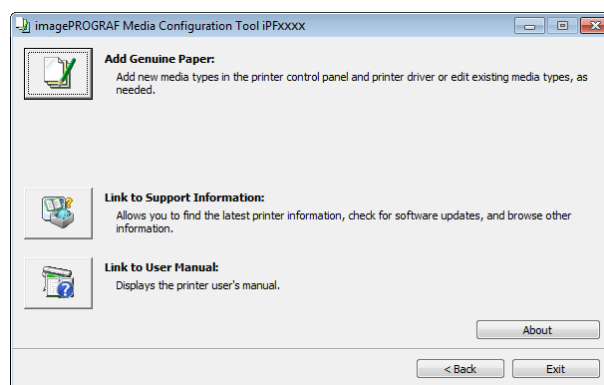 imagePROGRAF Media Configuration Tool iPFxxxx
Add Genuine Paper:
Add new media types in the printer control panel and printer driver or edit existing media types, as
needed.
Link to Support Information:
Allows you to find the latest printer information, check for software updates, and browse other
information.
Link to User Manual:
Displays the printer user's manual.
About
< Back
Exit